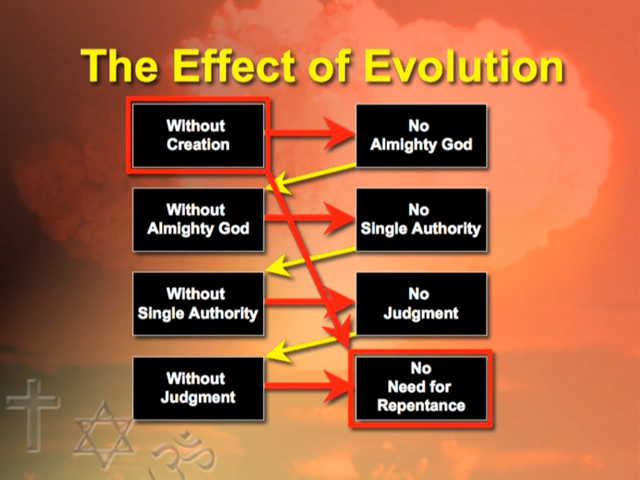 The Effect of Evolution
Without
Creation
No
Almighty God
Without
Almighty God
No
Single Authority
Without
Single Authority
No
Judgment
Without
Judgment
No
Need for
Repentance